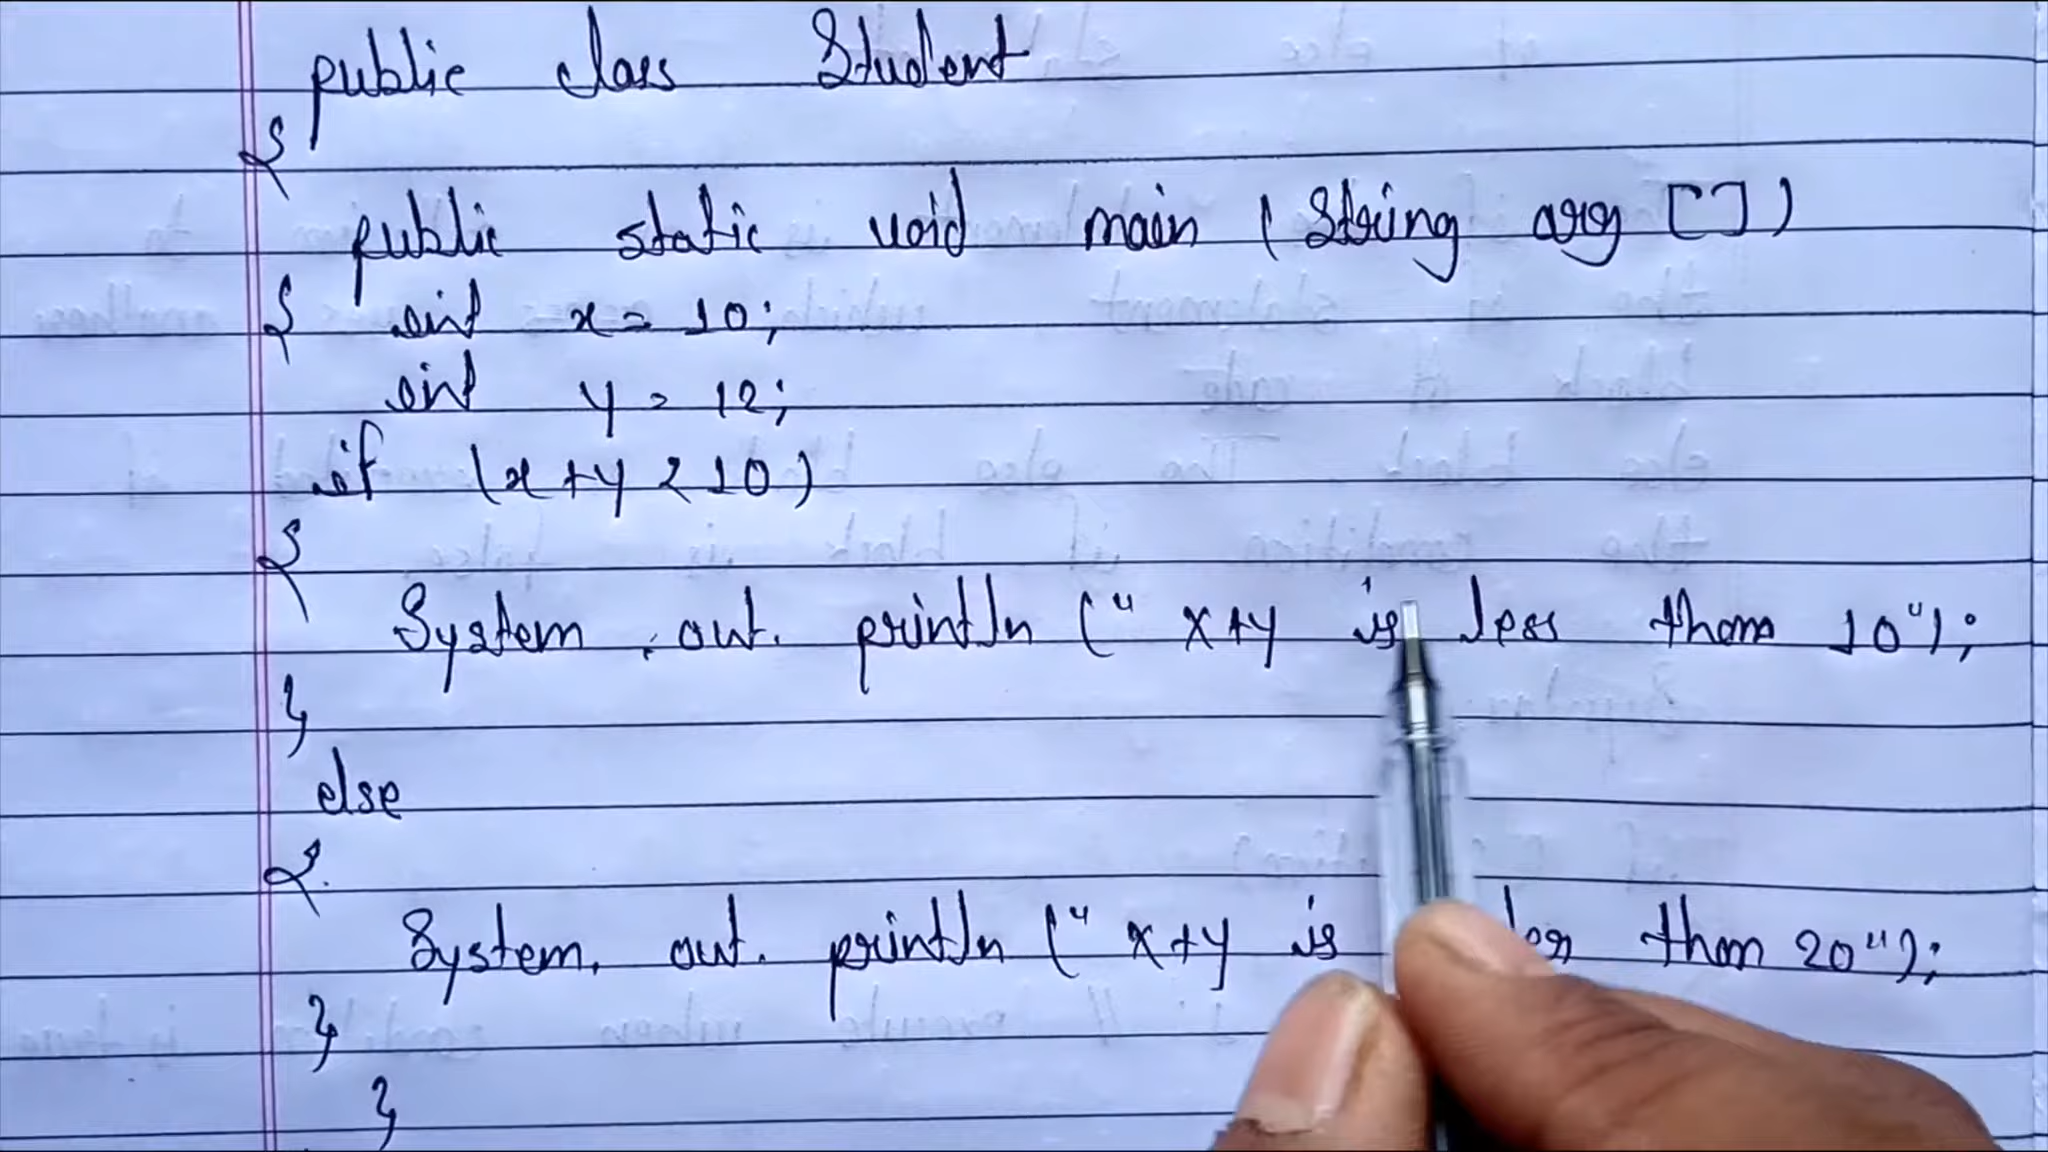 public class Student
{
public static void main (String arg [])
{ int x = 10;
int y = 12;
if (x+y < 10)
{
System . out. println (" x+y is less than 10");
}
else
{
System. out. println (" x+y is than 20");
}
}